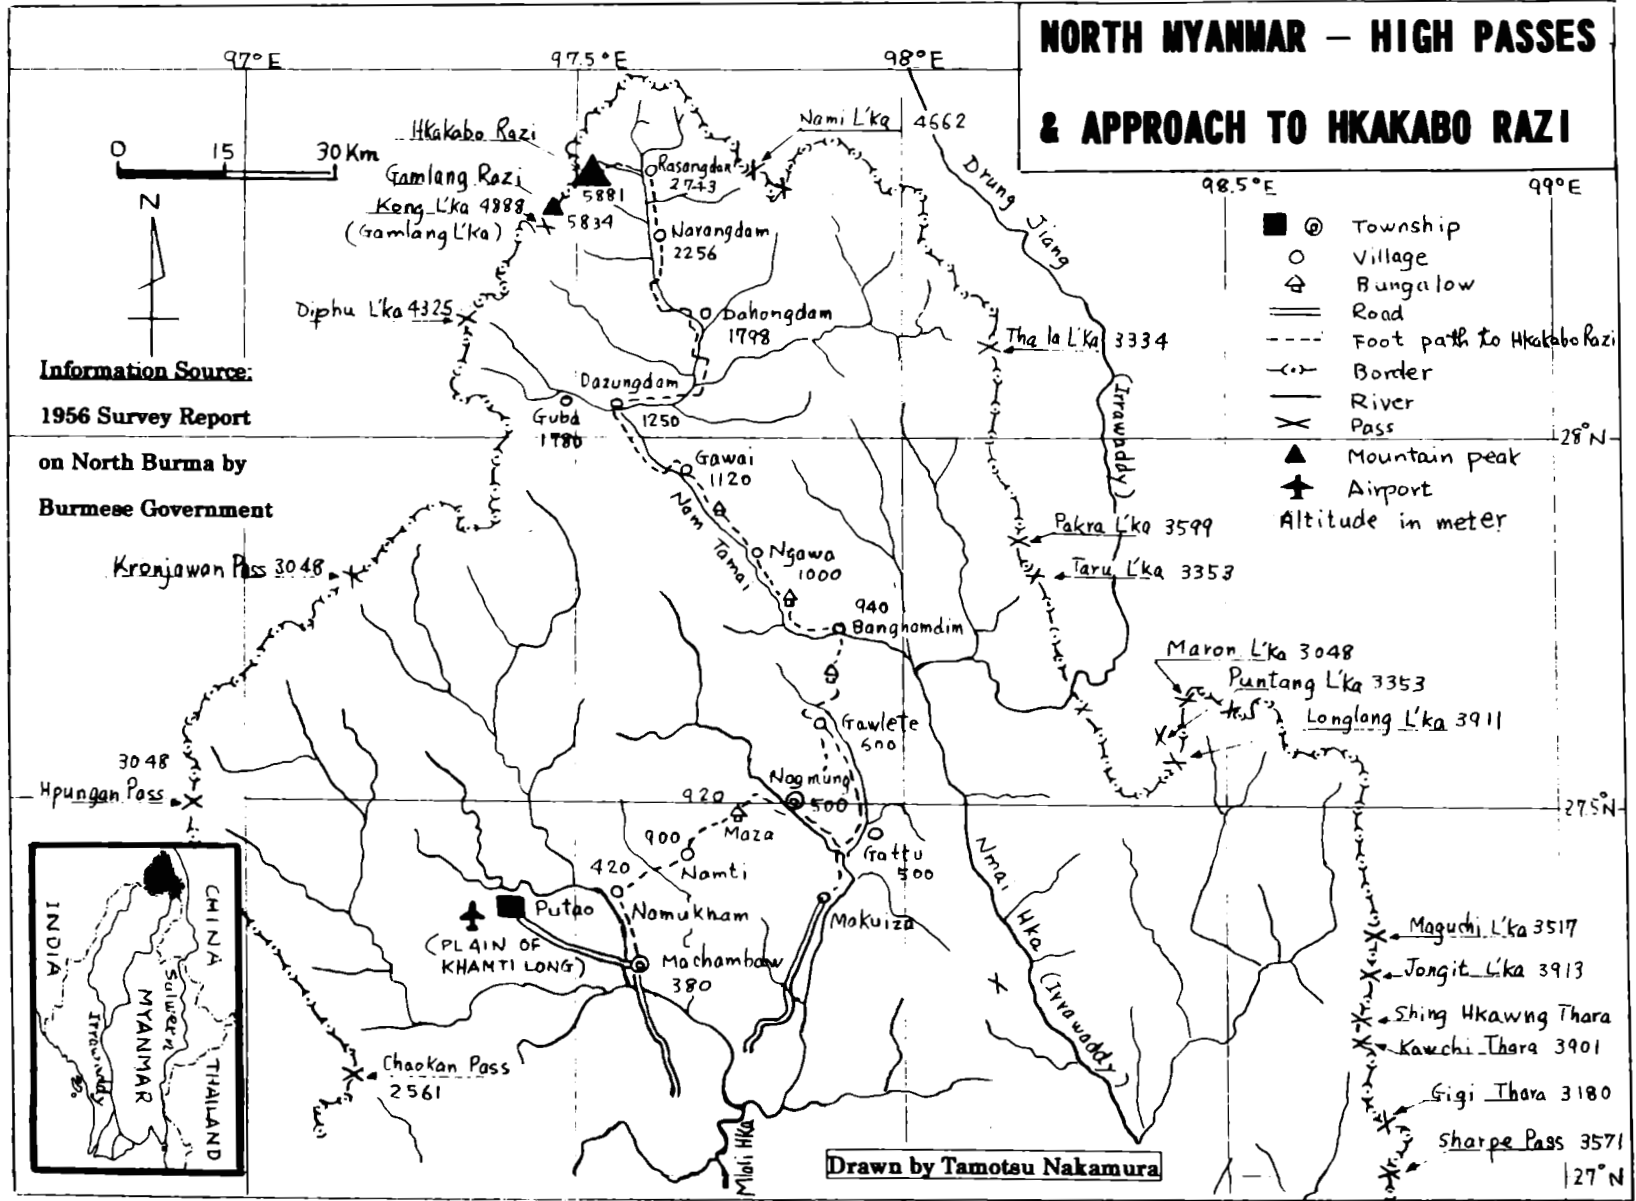 NORTH MYANMAR – HIGH PASSES
& APPROACH TO HKAKABO RAZI
97°E
97.5°E
98°E
98.5°E
99°E
0 15 30 Km
N
Hkakabo Razi
5881
Gamlang Razi
5834
Kong L'ka 4888
(Gamlang L'ka)
Nami L'ka 4662
Rasangdan
2743
Narangdam
2256
Drung Jiang
(Irrawaddy)
Township
Village
Bungalow
Road
Foot path to Hkakabo Razi
Border
River
Pass
Mountain peak
Airport
Altitude in meter
Diphu L'ka 4325
Dahongdam
1798
Tha la L'ka 3334
Information Source:
1956 Survey Report
on North Burma by
Burmese Government
Dazungdam
1250
Guba
1780
28°N
Gawai
1120
Nam Tamai
Ngawa
1000
Pakra L'ka 3599
Taru L'ka 3353
Kronjawan Pass 3048
940
Banghamdim
Maron L'ka 3048
Puntang L'ka 3353
Longlang L'ka 3911
Gawlete
600
3048
Hpungan Pass
Nogmung
500
920
Maza
27.5°N
900
Namti
Gattu
500
420
Namukham
Putao
(PLAIN OF
KHAMTI LONG)
Mokuiza
Machambaw
380
Nmai Hka (Irrawaddy)
Maguchi L'ka 3517
Jongit L'ka 3913
Shing Hkawng Thara
Kawchi Thara 3901
Gigi Thara 3180
Sharpe Pass 3571
27°N
Chaokan Pass
2561
Mali Hka
INDIA
CHINA
MYANMAR
Salween
Irrawaddy
THAILAND
20°
Drawn by Tamotsu Nakamura